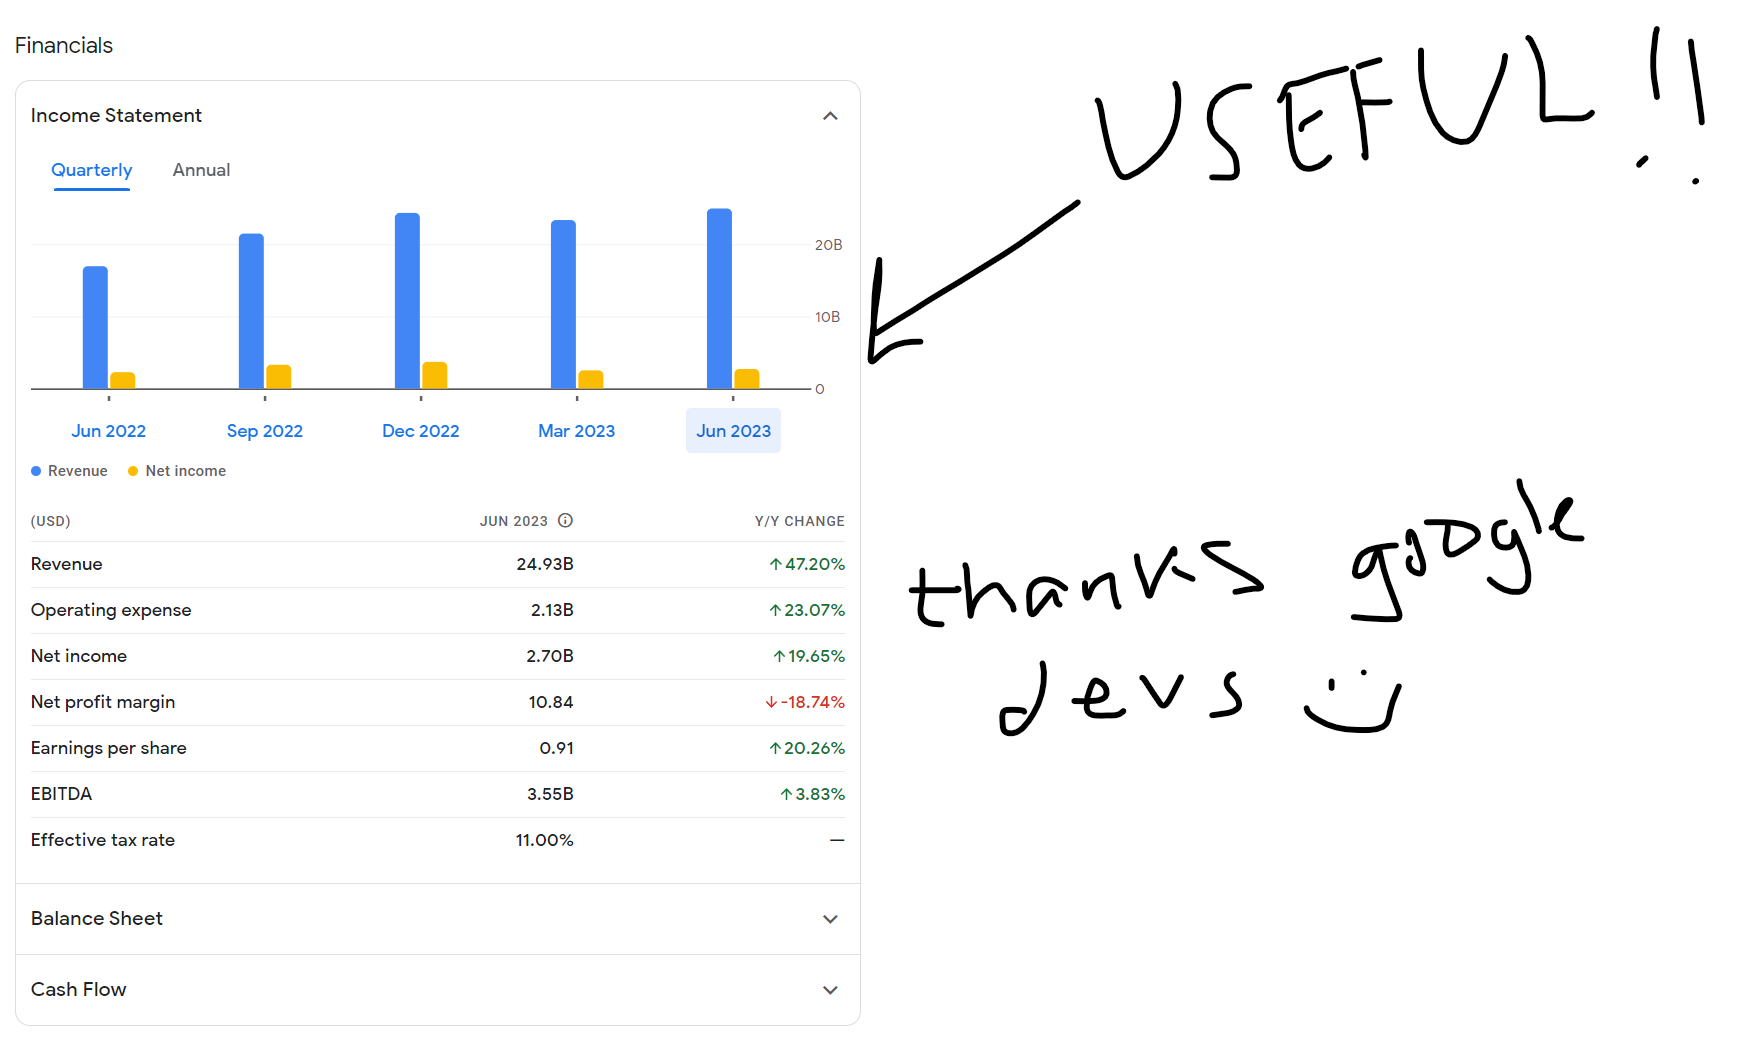 Financials
Income Statement
Quarterly Annual
20B
10B
0
Jun 2022 Sep 2022 Dec 2022 Mar 2023 Jun 2023
Revenue Net income
(USD) JUN 2023 Y/Y CHANGE
Revenue 24.93B ↑47.20%
Operating expense 2.13B ↑23.07%
Net income 2.70B ↑19.65%
Net profit margin 10.84 ↓-18.74%
Earnings per share 0.91 ↑20.26%
EBITDA 3.55B ↑3.83%
Effective tax rate 11.00% —
Balance Sheet
Cash Flow
USEFUL!!
thanks google
devs :)